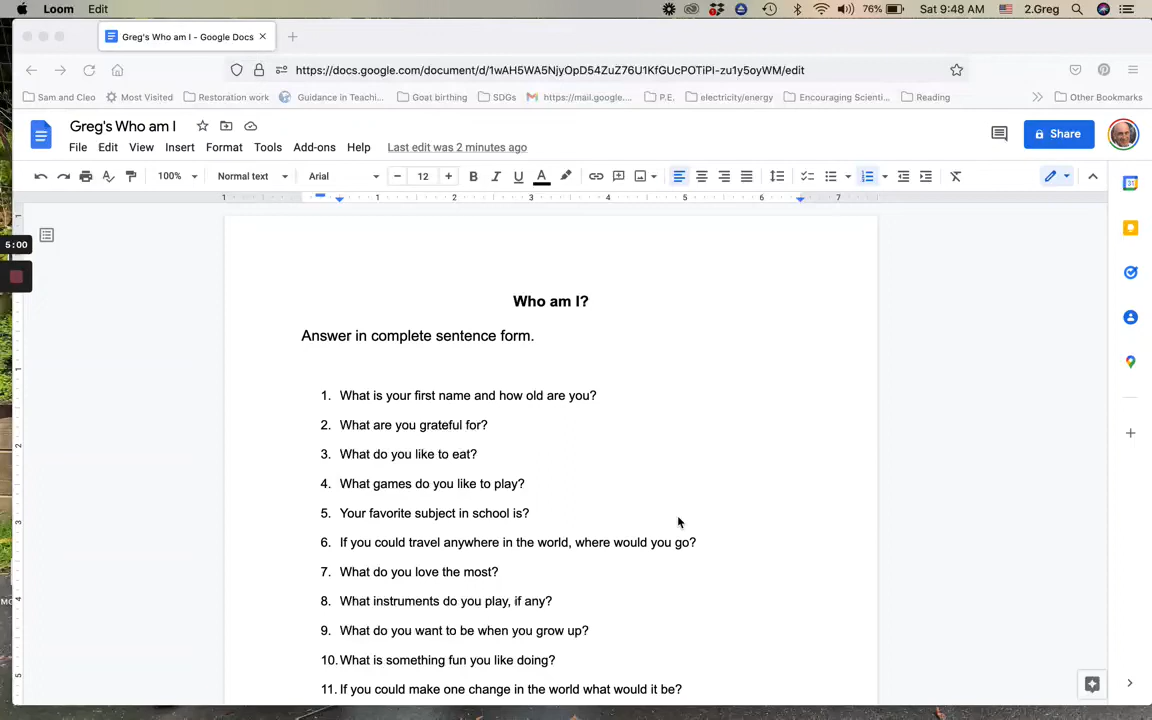 Loom Edit 76% Sat 9:48 AM 2.Greg
Greg's Who am I - Google Docs
https://docs.google.com/document/d/1wAH5WA5NjyOpD54ZuZ76U1KfGUcPOTiPI-zu1y5oyWM/edit
Sam and Cleo Most Visited Restoration work Guidance in Teachi... Goat birthing SDGs https://mail.google.... P.E. electricity/energy Encouraging Scienti... Reading Other Bookmarks
Greg's Who am I
Share
File Edit View Insert Format Tools Add-ons Help Last edit was 2 minutes ago
100% Normal text Arial 12 B I U A
1 1 2 3 4 5 6 7
5:00
Who am I?
Answer in complete sentence form.
1. What is your first name and how old are you?
2. What are you grateful for?
3. What do you like to eat?
4. What games do you like to play?
5. Your favorite subject in school is?
6. If you could travel anywhere in the world, where would you go?
7. What do you love the most?
8. What instruments do you play, if any?
9. What do you want to be when you grow up?
10. What is something fun you like doing?
11. If you could make one change in the world what would it be?